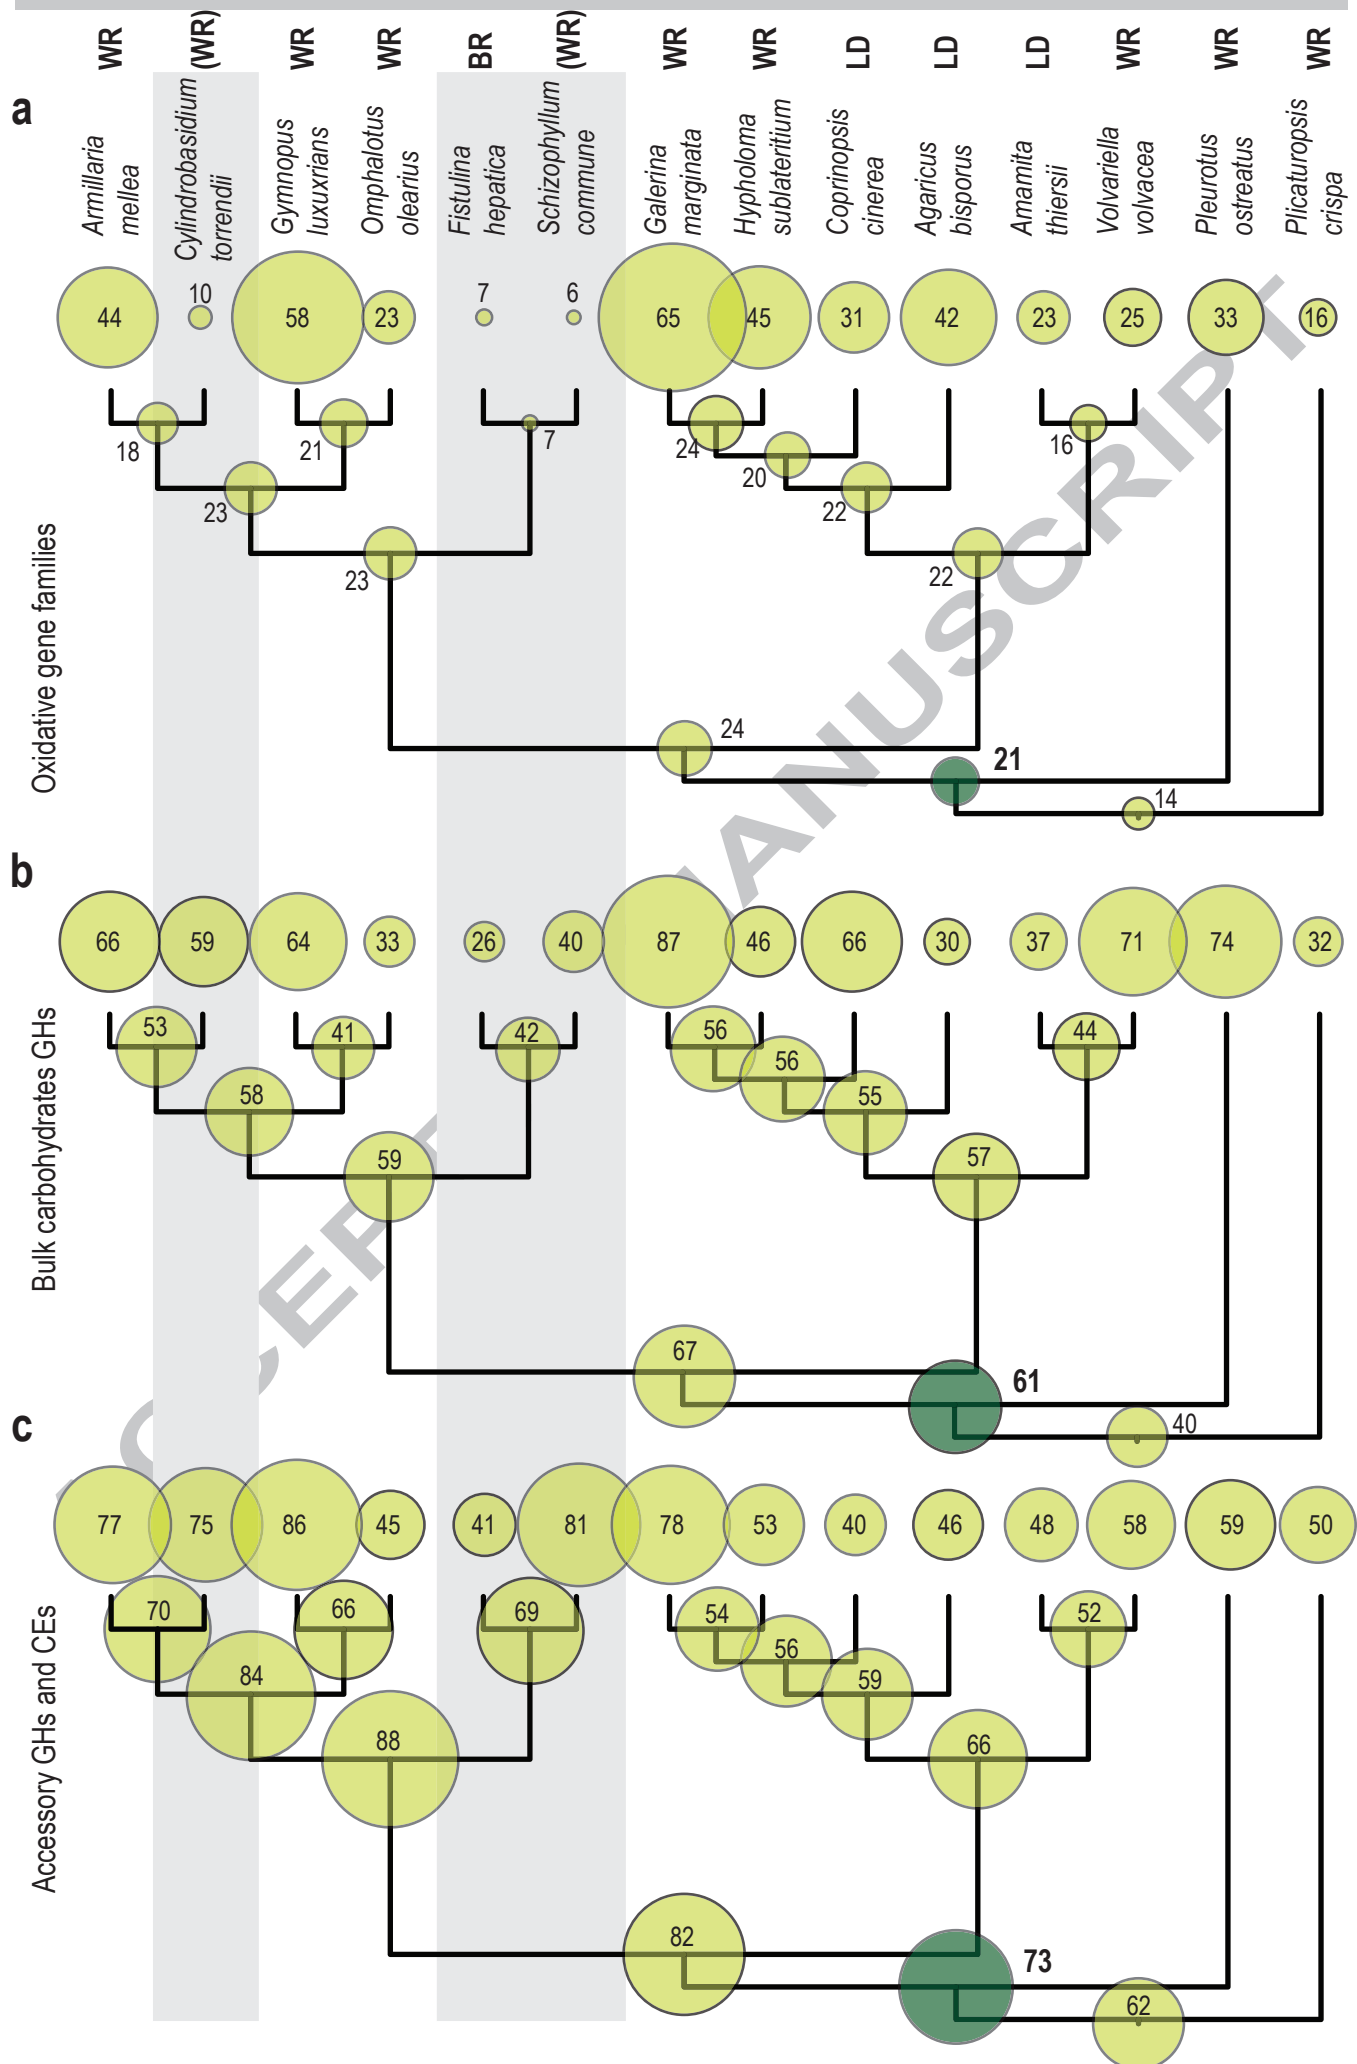 WR (WR) WR WR BR (WR) WR WR LD LD LD WR WR WR
a
Armillaria mellea
Cylindrobasidium torrendii
Gymnopus luxuxrians
Omphalotus olearius
Fistulina hepatica
Schizophyllum commune
Galerina marginata
Hypholoma sublateritium
Coprinopsis cinerea
Agaricus bisporus
Amamita thiersii
Volvariella volvacea
Pleurotus ostreatus
Plicaturopsis crispa
Oxidative gene families
44 10 58 23 7 6 65 45 31 42 23 25 33 16
18 21 7 24 20 16
23 22
23 22
24
21
14
b
Bulk carbohydrates GHs
66 59 64 33 26 40 87 46 66 30 37 71 74 32
53 41 42 56 56 44
58 55
59 57
67
61
40
c
Accessory GHs and CEs
77 75 86 45 41 81 78 53 40 46 48 58 59 50
70 66 69 54 56 52
84 59
88 66
82
73
62